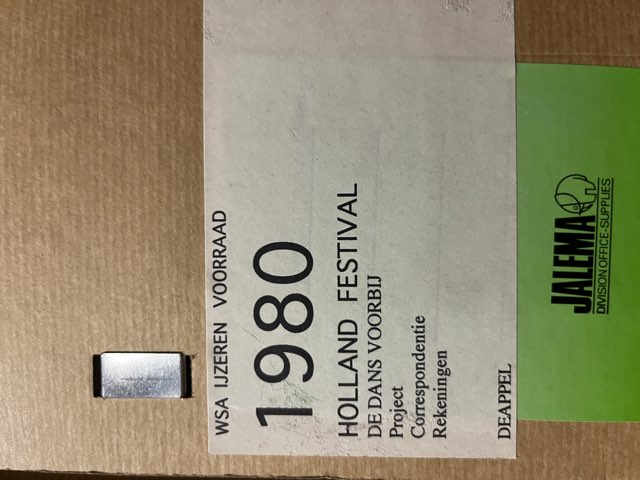 WSA IJZEREN VOORRAAD
1980
HOLLAND FESTIVAL
DE DANS VOORBIJ
Project
Correspondentie
Rekeningen
DEAPPEL
JALEMA
DIVISION OFFICE-SUPPLIES